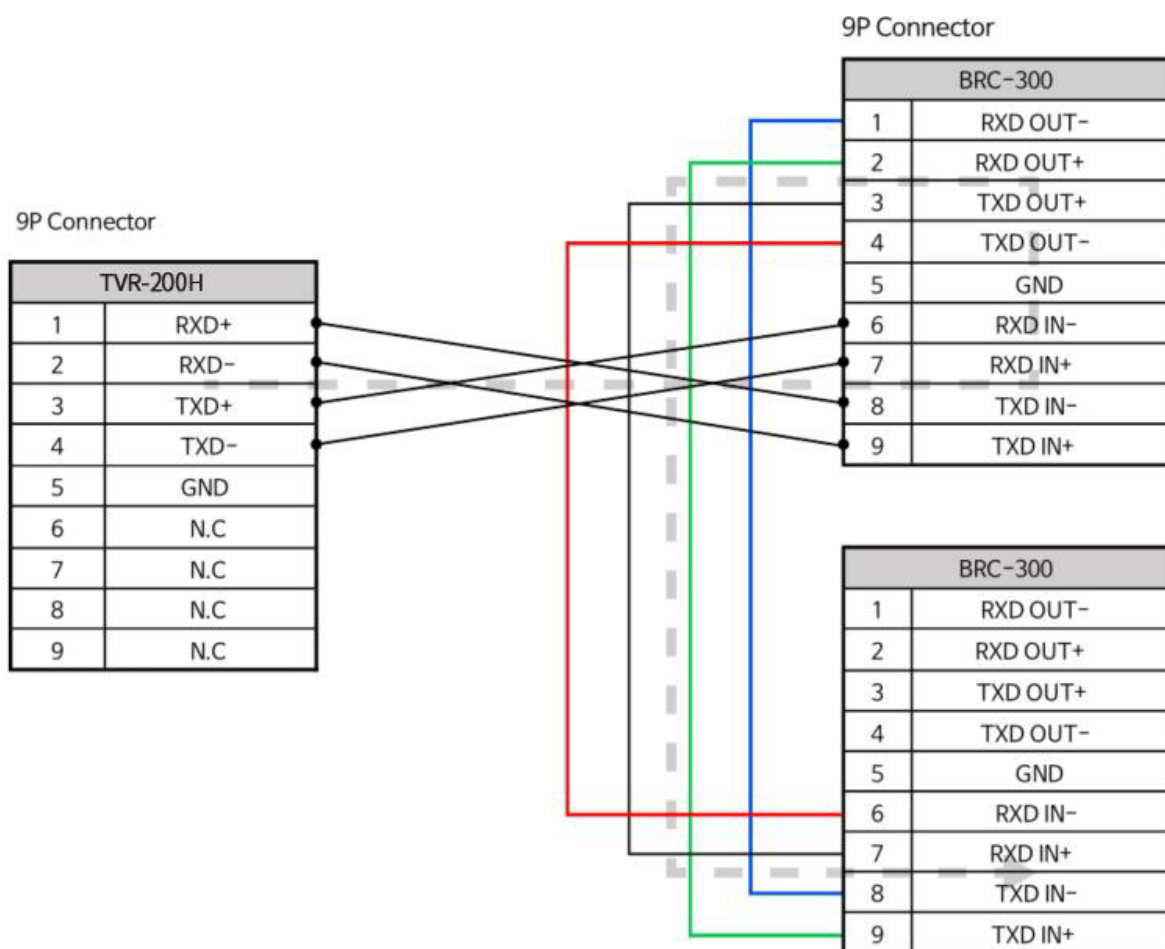 9P Connector
BRC-300
1 RXD OUT-
2 RXD OUT+
3 TXD OUT+
4 TXD OUT-
5 GND
6 RXD IN-
7 RXD IN+
8 TXD IN-
9 TXD IN+
9P Connector
TVR-200H
1 RXD+
2 RXD-
3 TXD+
4 TXD-
5 GND
6 N.C
7 N.C
8 N.C
9 N.C
BRC-300
1 RXD OUT-
2 RXD OUT+
3 TXD OUT+
4 TXD OUT-
5 GND
6 RXD IN-
7 RXD IN+
8 TXD IN-
9 TXD IN+